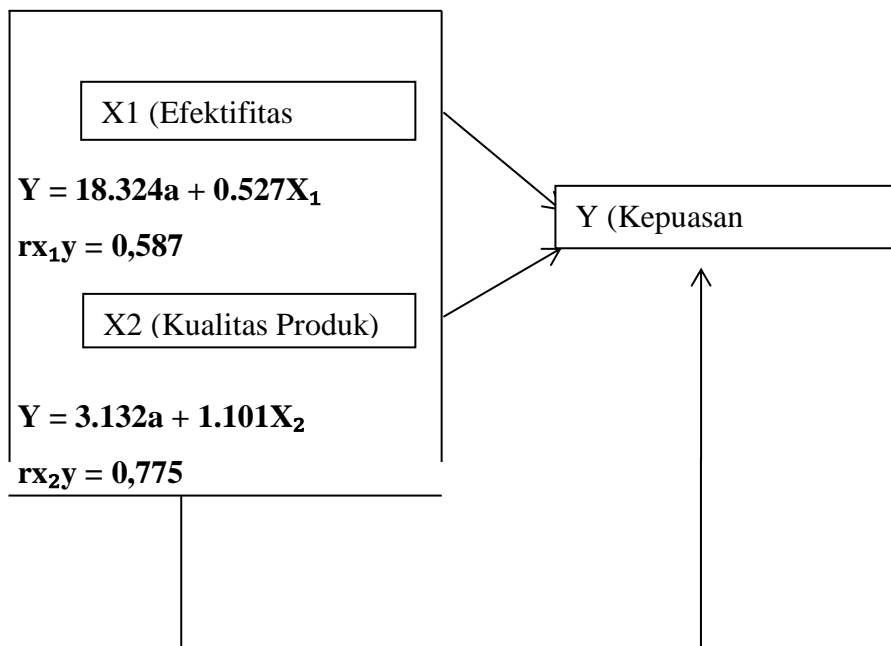 X1 (Efektifitas
Y = 18.324a + 0.527X₁
rx₁y = 0,587
Y (Kepuasan
X2 (Kualitas Produk)
Y = 3.132a + 1.101X₂
rx₂y = 0,775